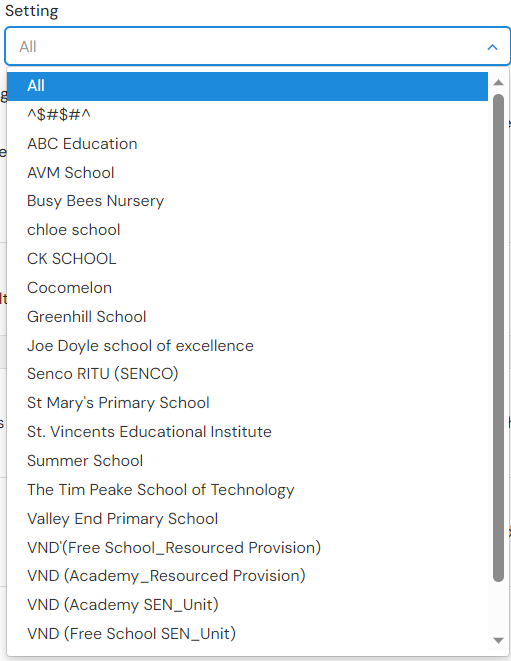 Setting
All
All
^$#$#^
ABC Education
AVM School
Busy Bees Nursery
chloe school
CK SCHOOL
Cocomelon
Greenhill School
Joe Doyle school of excellence
Senco RITU (SENCO)
St Mary's Primary School
St. Vincents Educational Institute
Summer School
The Tim Peake School of Technology
Valley End Primary School
VND'(Free School_Resourced Provision)
VND (Academy_Resourced Provision)
VND (Academy SEN_Unit)
VND (Free School SEN_Unit)